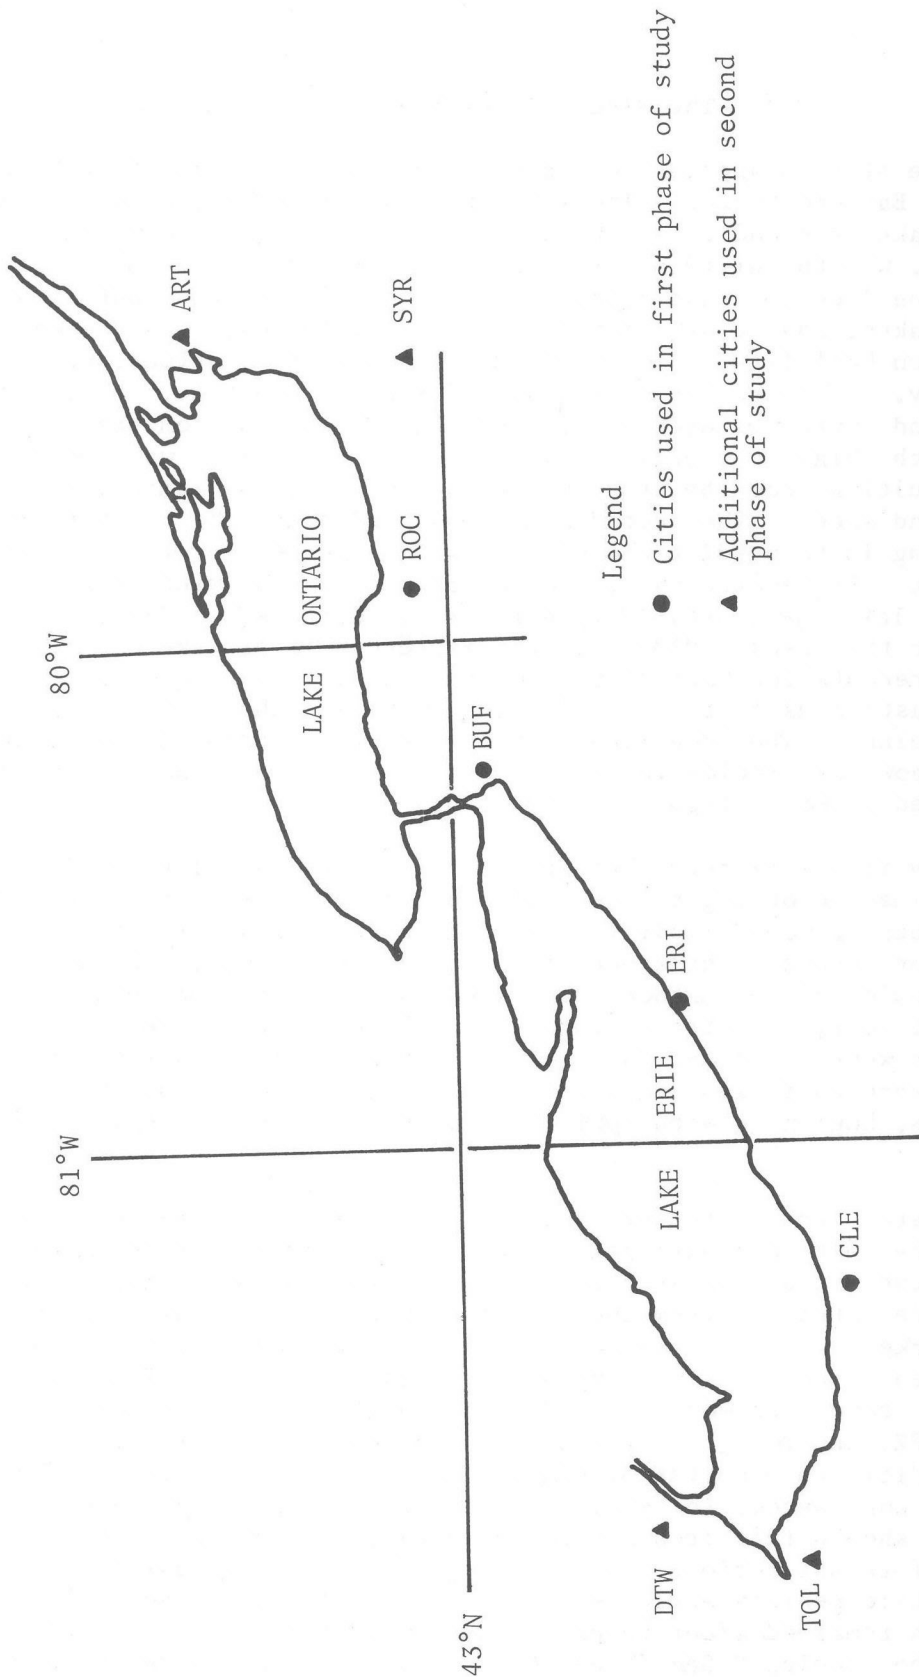 ART
SYR
80°W
LAKE ONTARIO
ROC
BUF
81°W
43°N
LAKE ERIE
ERI
DTW
CLE
TOL
Legend
● Cities used in first phase of study
▲ Additional cities used in second
phase of study